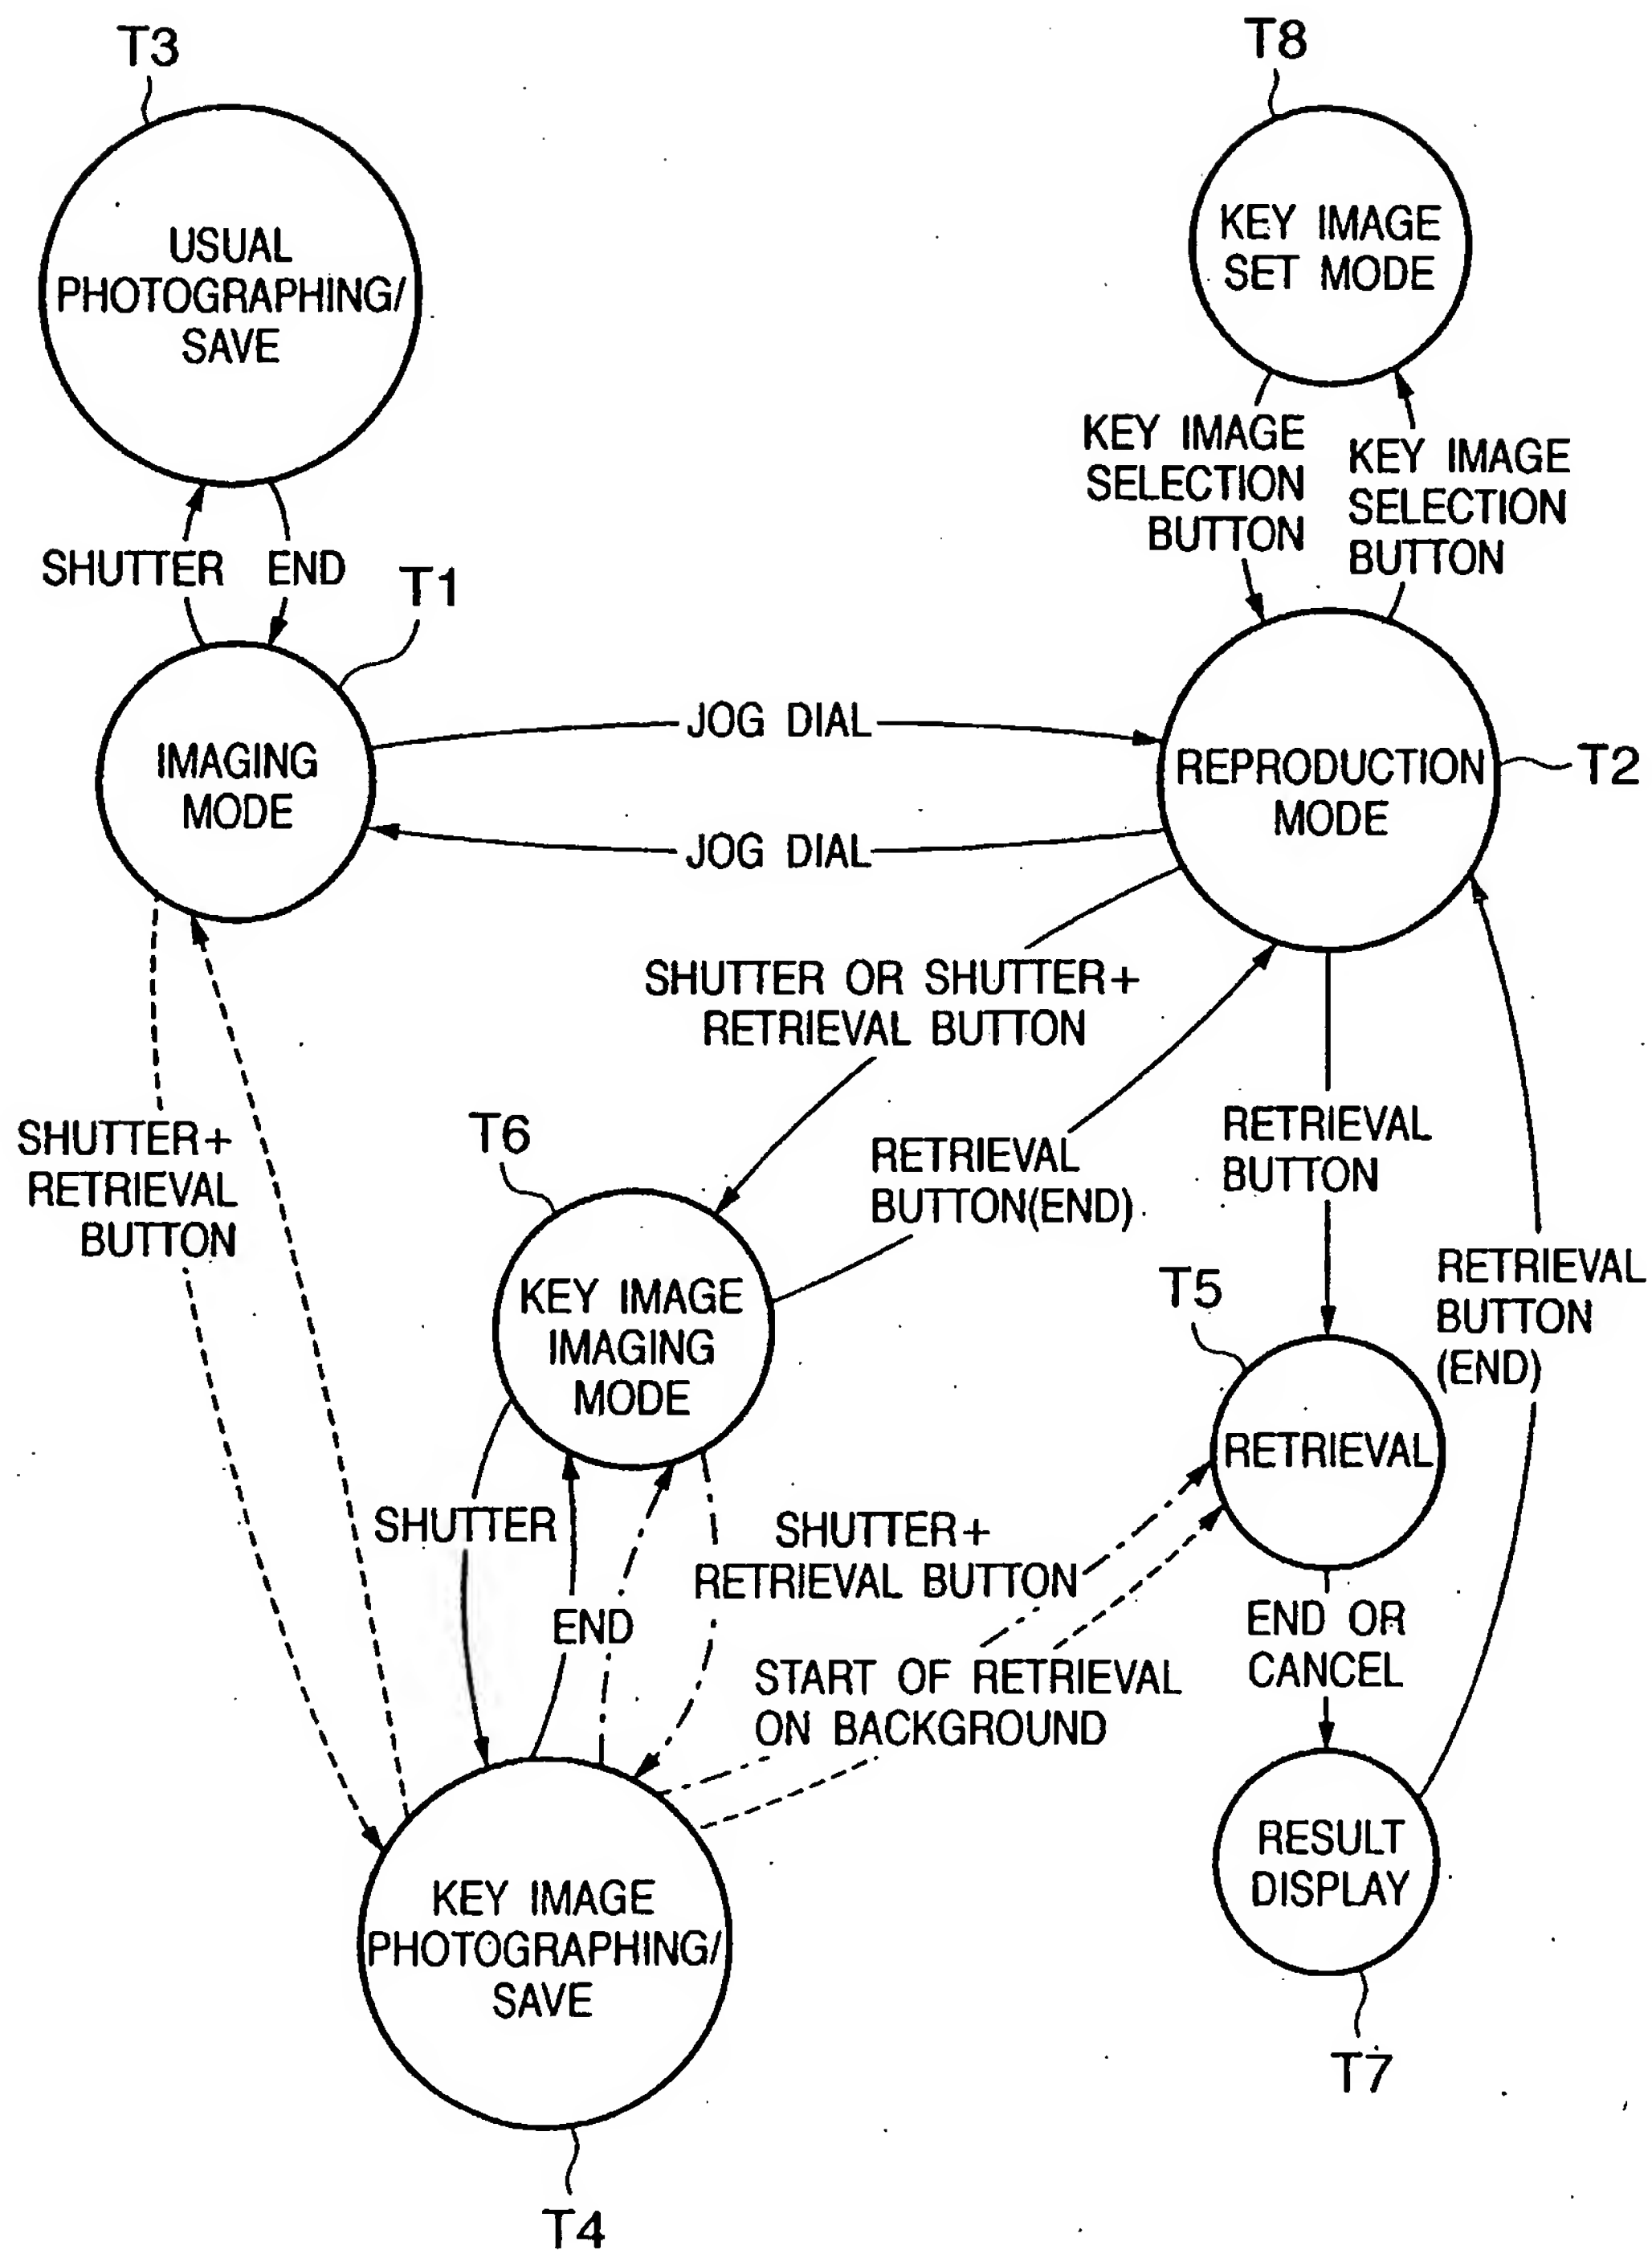 T3
T8
USUAL
PHOTOGRAPHING/
SAVE
KEY IMAGE
SET MODE
KEY IMAGE
SELECTION
BUTTON
KEY IMAGE
SELECTION
BUTTON
SHUTTER
END
T1
IMAGING
MODE
JOG DIAL
JOG DIAL
REPRODUCTION
MODE
T2
SHUTTER OR SHUTTER+
RETRIEVAL BUTTON
SHUTTER+
RETRIEVAL
BUTTON
T6
RETRIEVAL
BUTTON(END)
RETRIEVAL
BUTTON
KEY IMAGE
IMAGING
MODE
T5
RETRIEVAL
BUTTON
(END)
RETRIEVAL
SHUTTER
SHUTTER+
RETRIEVAL BUTTON
END
START OF RETRIEVAL
ON BACKGROUND
END OR
CANCEL
RESULT
DISPLAY
KEY IMAGE
PHOTOGRAPHING/
SAVE
T7
T4